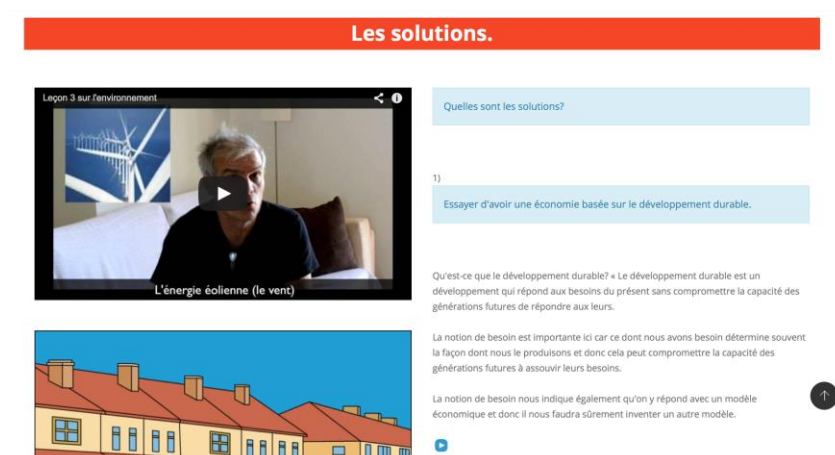 Les solutions.
Leçon 3 sur l'environnement
L'énergie éolienne (le vent)
Quelles sont les solutions?
1)
Essayer d'avoir une économie basée sur le développement durable.
Qu'est-ce que le développement durable? « Le développement durable est un
développement qui répond aux besoins du présent sans compromettre la capacité des
générations futures de répondre aux leurs.
La notion de besoin est importante ici car ce dont nous avons besoin détermine souvent
la façon dont nous le produisons et donc cela peut compromettre la capacité des
générations futures à assouvir leurs besoins.
La notion de besoin nous indique également qu'on y répond avec un modèle
économique et donc il nous faudra sûrement inventer un autre modèle.